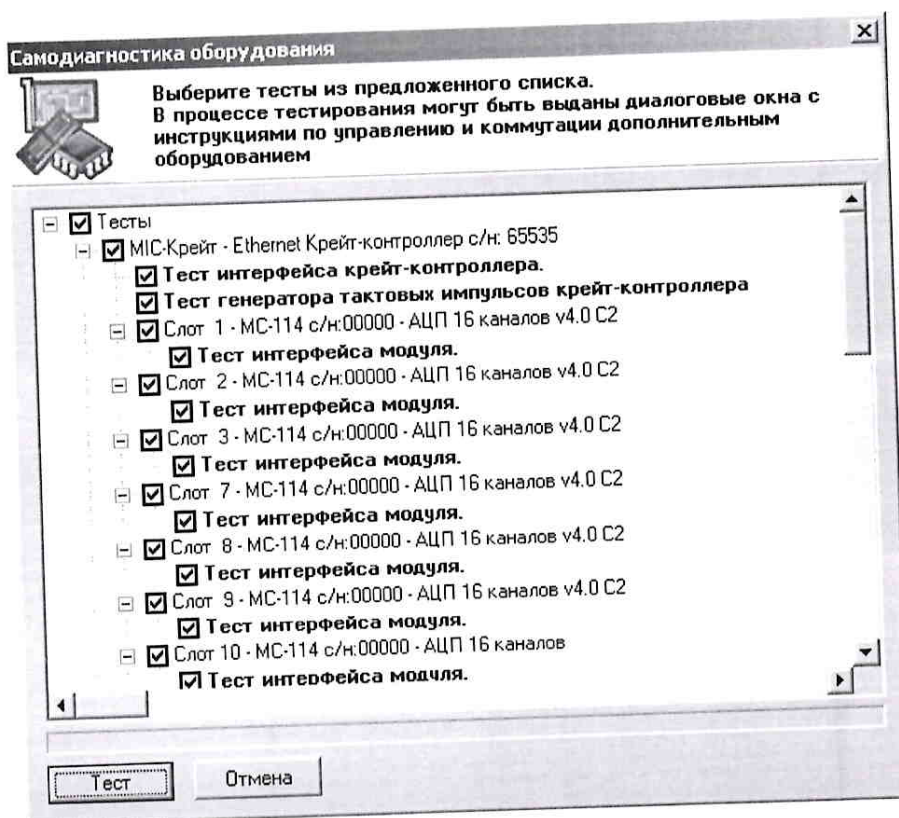 Самодиагностика оборудования
Выберите тесты из предложенного списка.
В процессе тестирования могут быть выданы диалоговые окна с
инструкциями по управлению и коммутации дополнительным
оборудованием
Тесты
MIC-Крейт - Ethernet Крейт-контроллер с/н: 65535
Тест интерфейса крейт-контроллера.
Тест генератора тактовых импульсов крейт-контроллера
Слот 1 - МС-114 с/н:00000 - АЦП 16 каналов v4.0 C2
Тест интерфейса модуля.
Слот 2 - МС-114 с/н:00000 - АЦП 16 каналов v4.0 C2
Тест интерфейса модуля.
Слот 3 - МС-114 с/н:00000 - АЦП 16 каналов v4.0 C2
Тест интерфейса модуля.
Слот 7 - МС-114 с/н:00000 - АЦП 16 каналов v4.0 C2
Тест интерфейса модуля.
Слот 8 - МС-114 с/н:00000 - АЦП 16 каналов v4.0 C2
Тест интерфейса модуля.
Слот 9 - МС-114 с/н:00000 - АЦП 16 каналов v4.0 C2
Тест интерфейса модуля.
Слот 10 - МС-114 с/н:00000 - АЦП 16 каналов
Тест интерфейса модуля.
Тест
Отмена